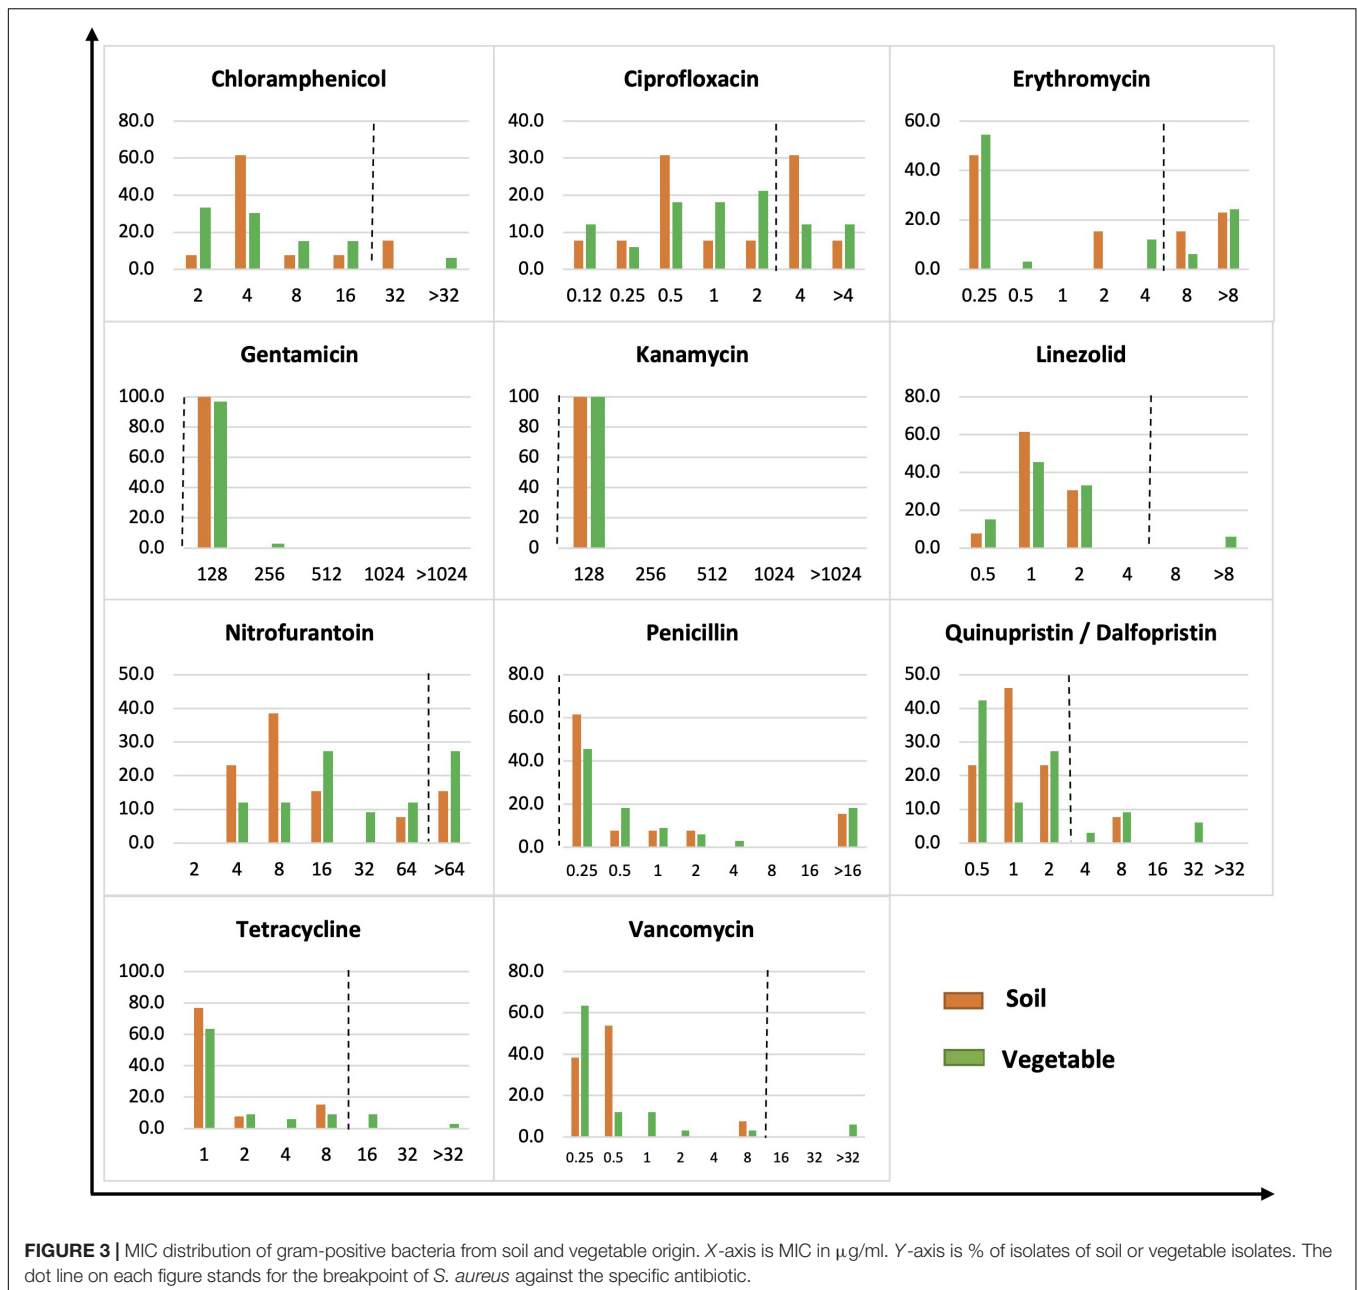 Chloramphenicol
80.0
60.0
40.0
20.0
0.0
2 4 8 16 32 >32
Ciprofloxacin
40.0
30.0
20.0
10.0
0.0
0.12 0.25 0.5 1 2 4 >4
Erythromycin
60.0
40.0
20.0
0.0
0.25 0.5 1 2 4 8 >8
Gentamicin
100.0
80.0
60.0
40.0
20.0
0.0
128 256 512 1024 >1024
Kanamycin
100
80
60
40
20
0
128 256 512 1024 >1024
Linezolid
80.0
60.0
40.0
20.0
0.0
0.5 1 2 4 8 >8
Nitrofurantoin
50.0
40.0
30.0
20.0
10.0
0.0
2 4 8 16 32 64 >64
Penicillin
80.0
60.0
40.0
20.0
0.0
0.25 0.5 1 2 4 8 16 >16
Quinupristin / Dalfopristin
50.0
40.0
30.0
20.0
10.0
0.0
0.5 1 2 4 8 16 32 >32
Tetracycline
100.0
80.0
60.0
40.0
20.0
0.0
1 2 4 8 16 32 >32
Vancomycin
80.0
60.0
40.0
20.0
0.0
0.25 0.5 1 2 4 8 16 32 >32
Soil
Vegetable
FIGURE 3 | MIC distribution of gram-positive bacteria from soil and vegetable origin. X-axis is MIC in μg/ml. Y-axis is % of isolates of soil or vegetable isolates. The
dot line on each figure stands for the breakpoint of S. aureus against the specific antibiotic.